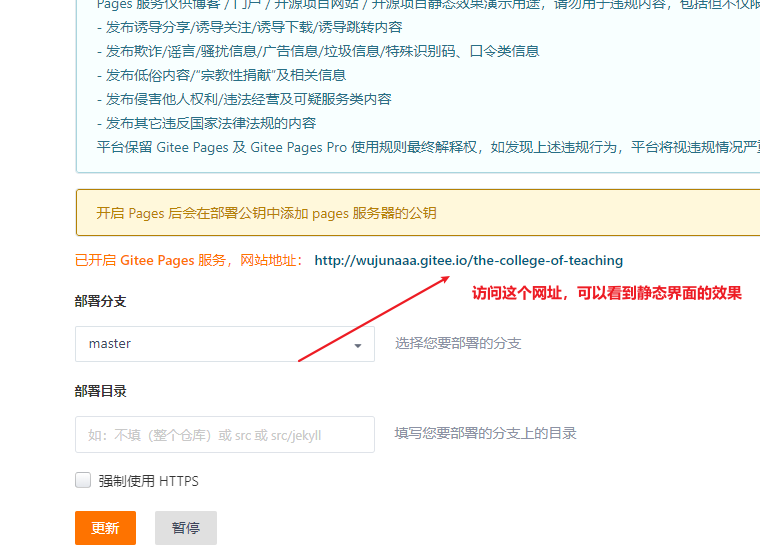 Pages 服务仅供博客 / 门户 / 开源项目网站 / 开源项目静态效果演示用途，请勿用于违规内容，包括但不仅限
- 发布诱导分享/诱导关注/诱导下载/诱导跳转内容
- 发布欺诈/谣言/骚扰信息/广告信息/垃圾信息/特殊识别码、口令类信息
- 发布低俗内容/“宗教性捐献”及相关信息
- 发布侵害他人权利/违法经营及可疑服务类内容
- 发布其它违反国家法律法规的内容
平台保留 Gitee Pages 及 Gitee Pages Pro 使用规则最终解释权，如发现上述违规行为，平台将视违规情况严重
开启 Pages 后会在部署公钥中添加 pages 服务器的公钥
已开启 Gitee Pages 服务，网站地址： http://wujunaaa.gitee.io/the-college-of-teaching
访问这个网址，可以看到静态界面的效果
部署分支
master 选择您要部署的分支
部署目录
如：不填（整个仓库）或 src 或 src/jekyll 填写您要部署的分支上的目录
强制使用 HTTPS
更新 暂停